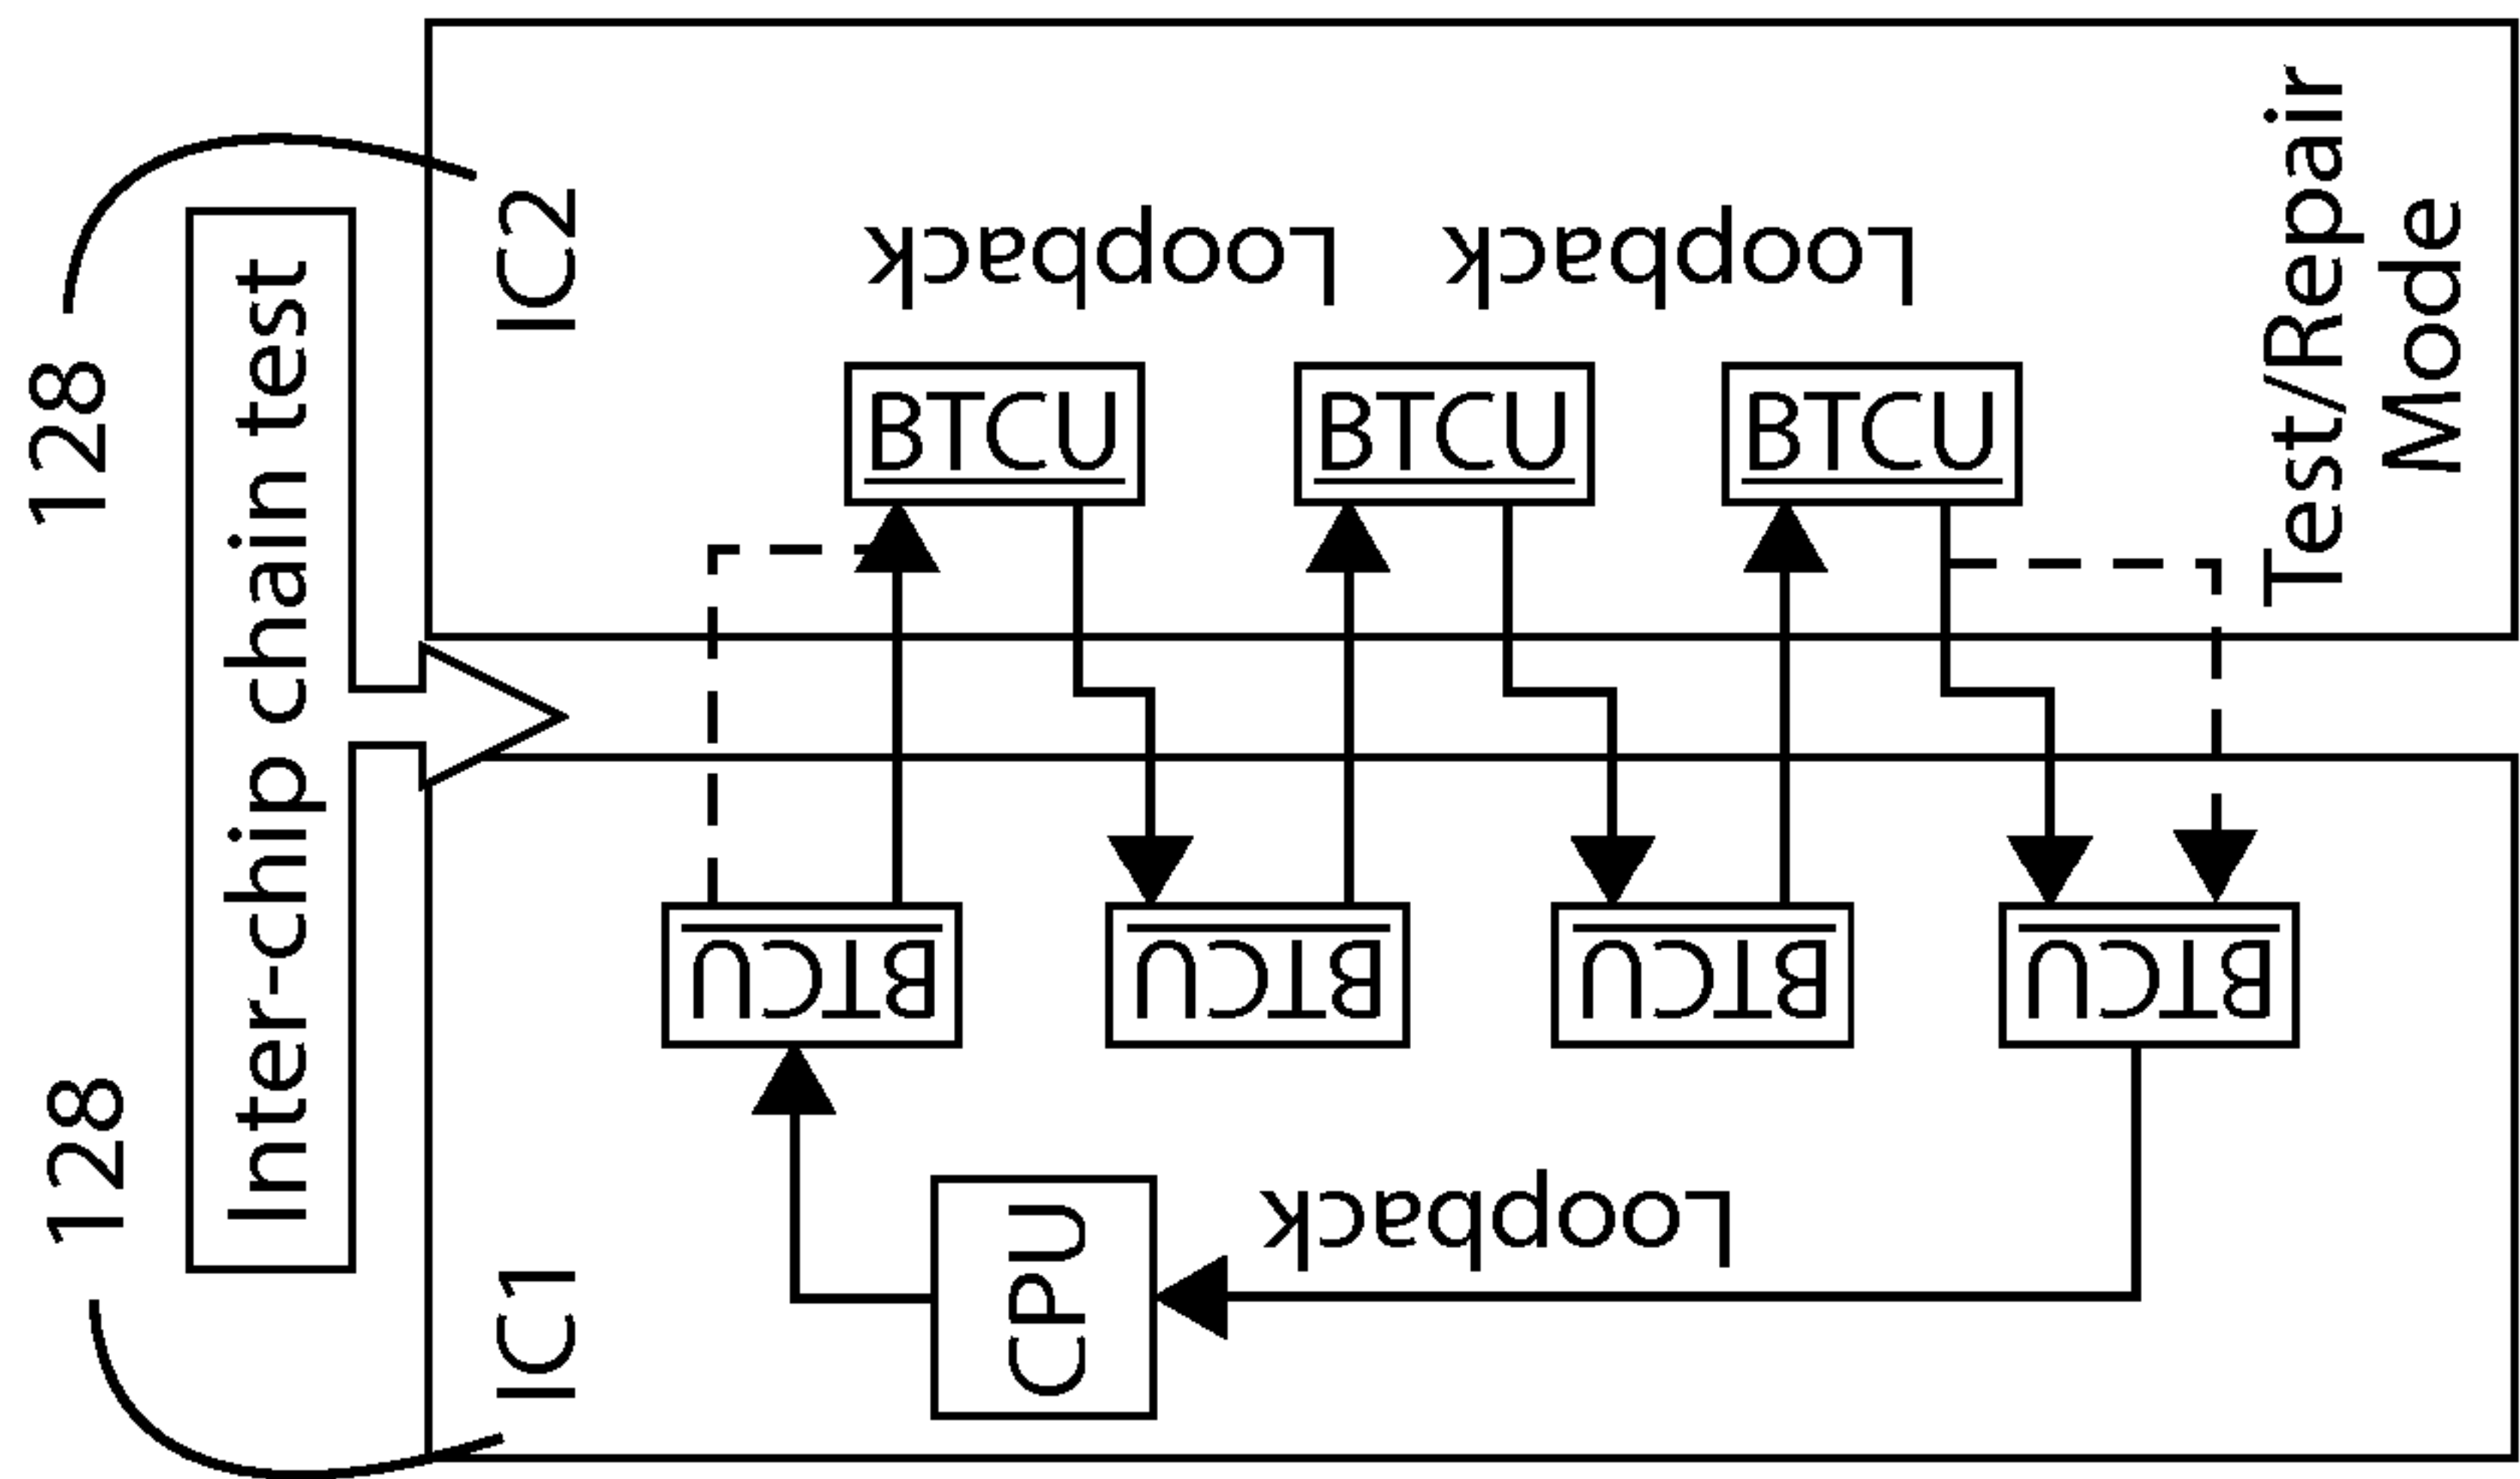 128
128
Inter-chip chain test
IC1
IC2
CPU
Loopback
BTCU
BTCU
BTCU
BTCU
BTCU
BTCU
BTCU
Loopback
Loopback
Test/Repair
Mode